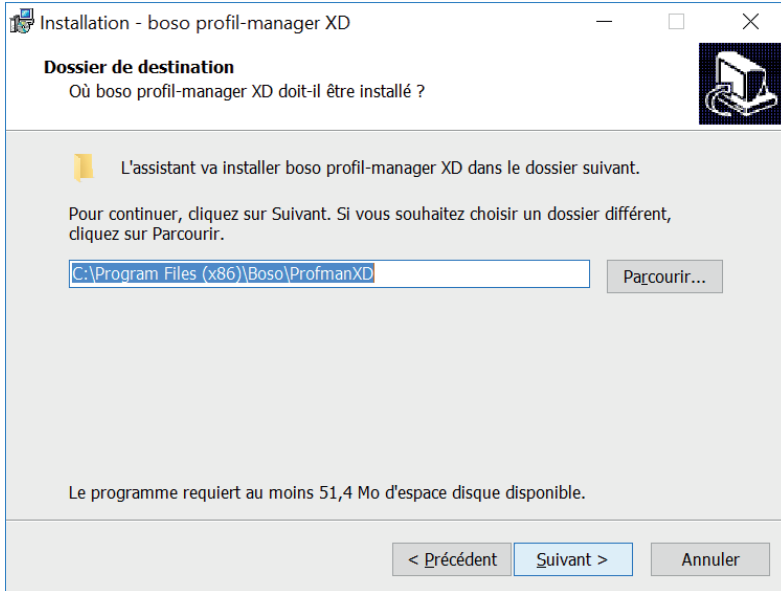 Installation - boso profil-manager XD
Dossier de destination
Où boso profil-manager XD doit-il être installé ?
L'assistant va installer boso profil-manager XD dans le dossier suivant.
Pour continuer, cliquez sur Suivant. Si vous souhaitez choisir un dossier différent,
cliquez sur Parcourir.
C:\Program Files (x86)\Boso\ProfmanXD
Parcourir...
Le programme requiert au moins 51,4 Mo d'espace disque disponible.
< Précédent
Suivant >
Annuler